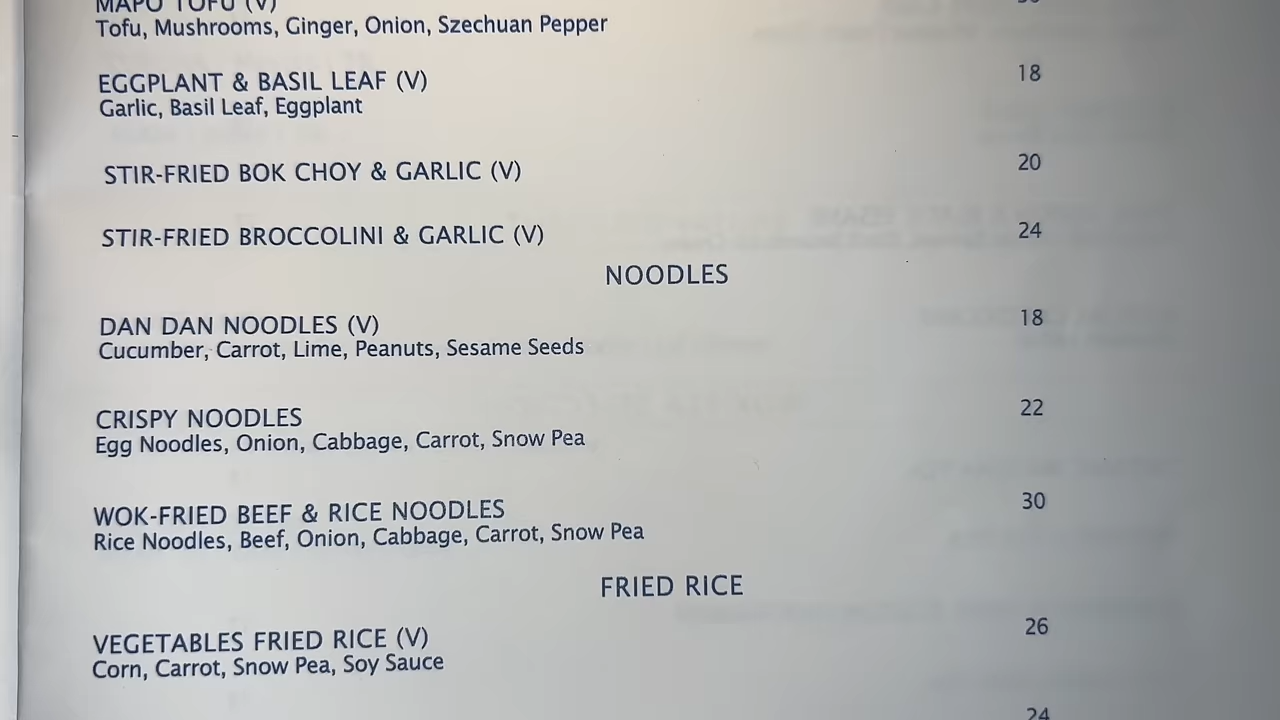 MAPO TOFU (V)
Tofu, Mushrooms, Ginger, Onion, Szechuan Pepper
EGGPLANT & BASIL LEAF (V) 18
Garlic, Basil Leaf, Eggplant
STIR-FRIED BOK CHOY & GARLIC (V) 20
STIR-FRIED BROCCOLINI & GARLIC (V) 24
NOODLES
DAN DAN NOODLES (V) 18
Cucumber, Carrot, Lime, Peanuts, Sesame Seeds
CRISPY NOODLES 22
Egg Noodles, Onion, Cabbage, Carrot, Snow Pea
WOK-FRIED BEEF & RICE NOODLES 30
Rice Noodles, Beef, Onion, Cabbage, Carrot, Snow Pea
FRIED RICE
VEGETABLES FRIED RICE (V) 26
Corn, Carrot, Snow Pea, Soy Sauce
24